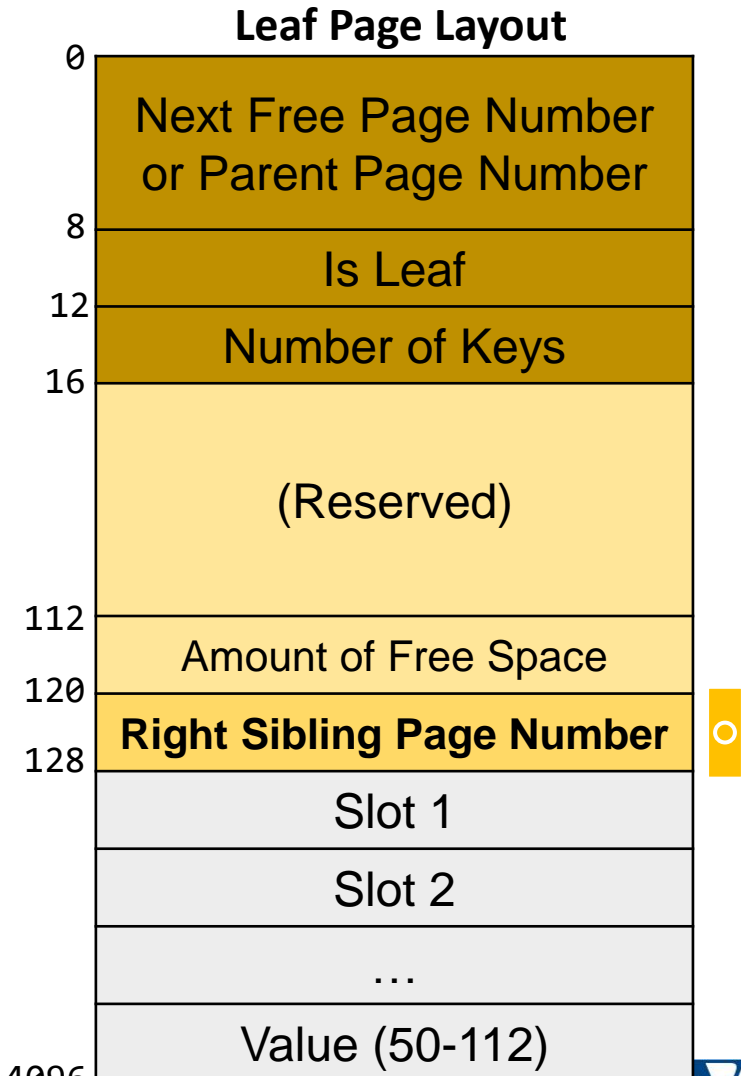 Leaf Page Layout
0
Next Free Page Number
or Parent Page Number
8
Is Leaf
12
Number of Keys
16
(Reserved)
112
Amount of Free Space
120
Right Sibling Page Number
128
Slot 1
Slot 2
…
Value (50-112)
4096